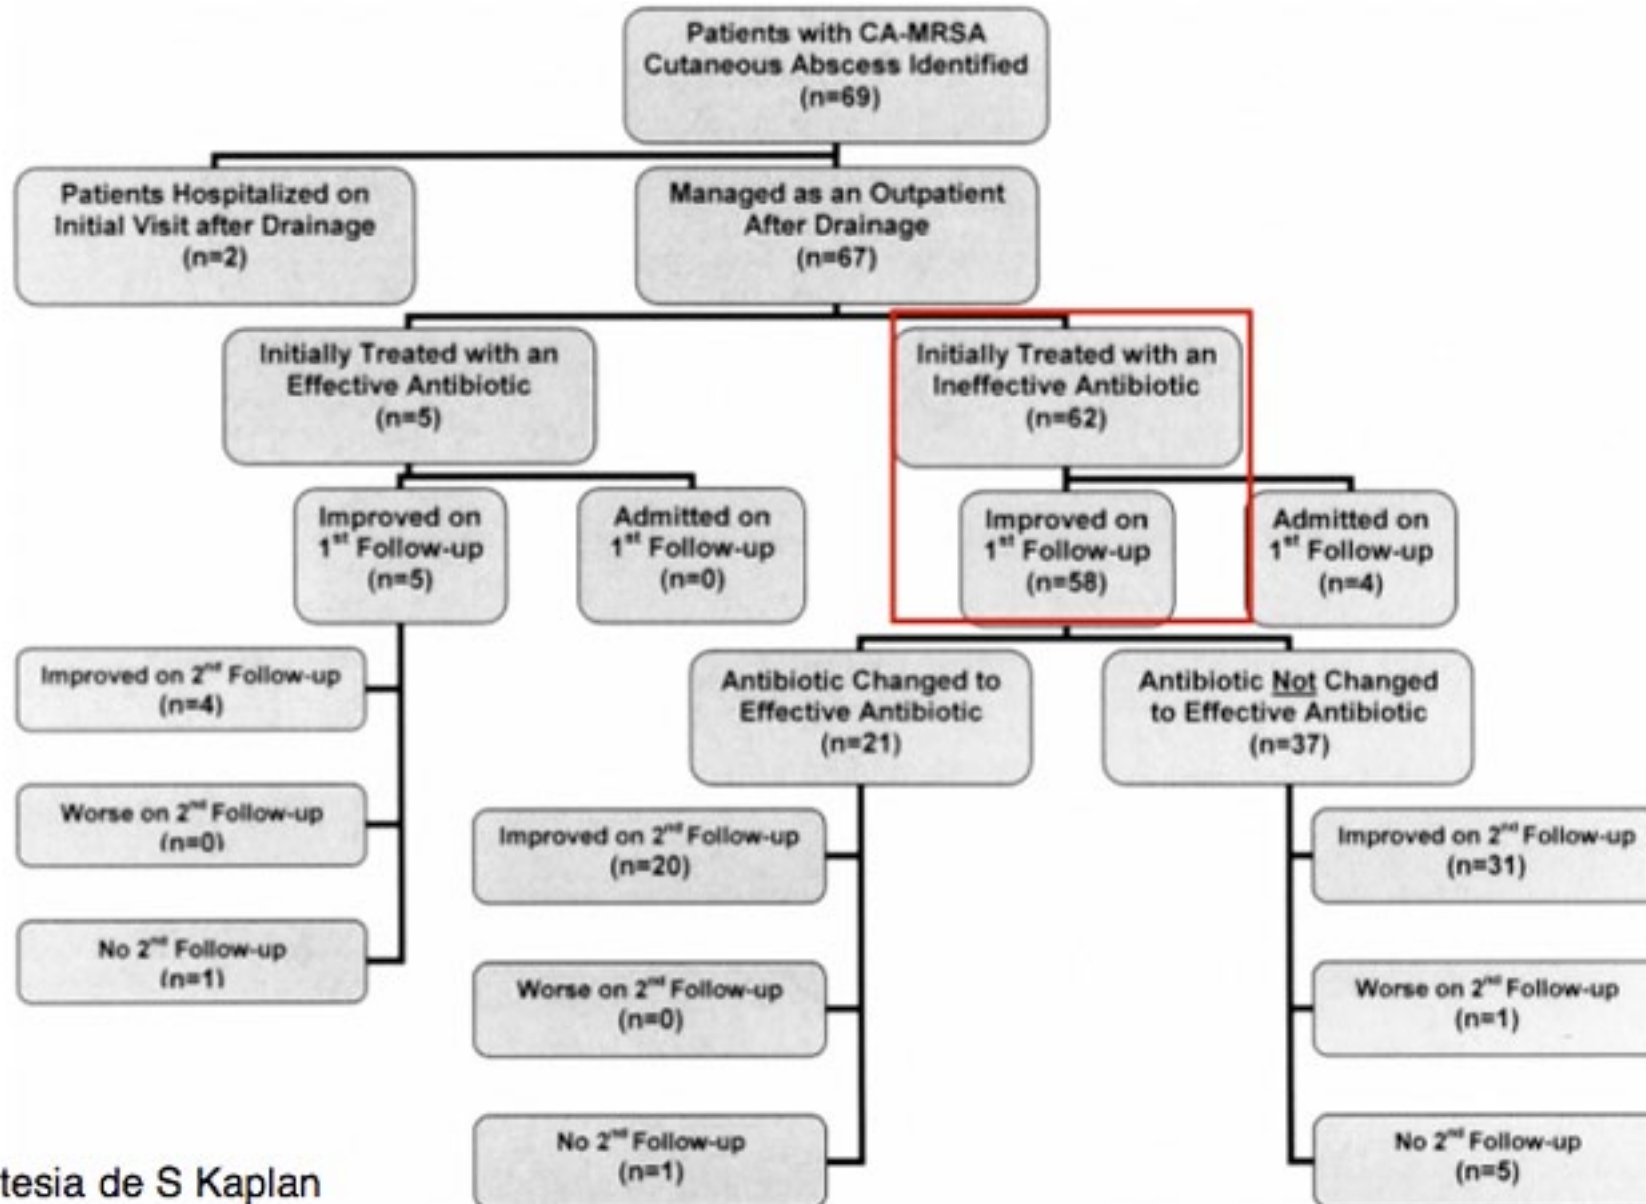 Patients with CA-MRSA
Cutaneous Abscess Identified
(n=69)
Patients Hospitalized on
Initial Visit after Drainage
(n=2)
Managed as an Outpatient
After Drainage
(n=67)
Initially Treated with an
Effective Antibiotic
(n=5)
Initially Treated with an
Ineffective Antibiotic
(n=62)
Improved on
1st Follow-up
(n=5)
Admitted on
1st Follow-up
(n=0)
Improved on
1st Follow-up
(n=58)
Admitted on
1st Follow-up
(n=4)
Improved on 2nd Follow-up
(n=4)
Worse on 2nd Follow-up
(n=0)
No 2nd Follow-up
(n=1)
Antibiotic Changed to
Effective Antibiotic
(n=21)
Antibiotic Not Changed
to Effective Antibiotic
(n=37)
Improved on 2nd Follow-up
(n=20)
Worse on 2nd Follow-up
(n=0)
No 2nd Follow-up
(n=1)
Improved on 2nd Follow-up
(n=31)
Worse on 2nd Follow-up
(n=1)
No 2nd Follow-up
(n=5)
tesia de S Kaplan